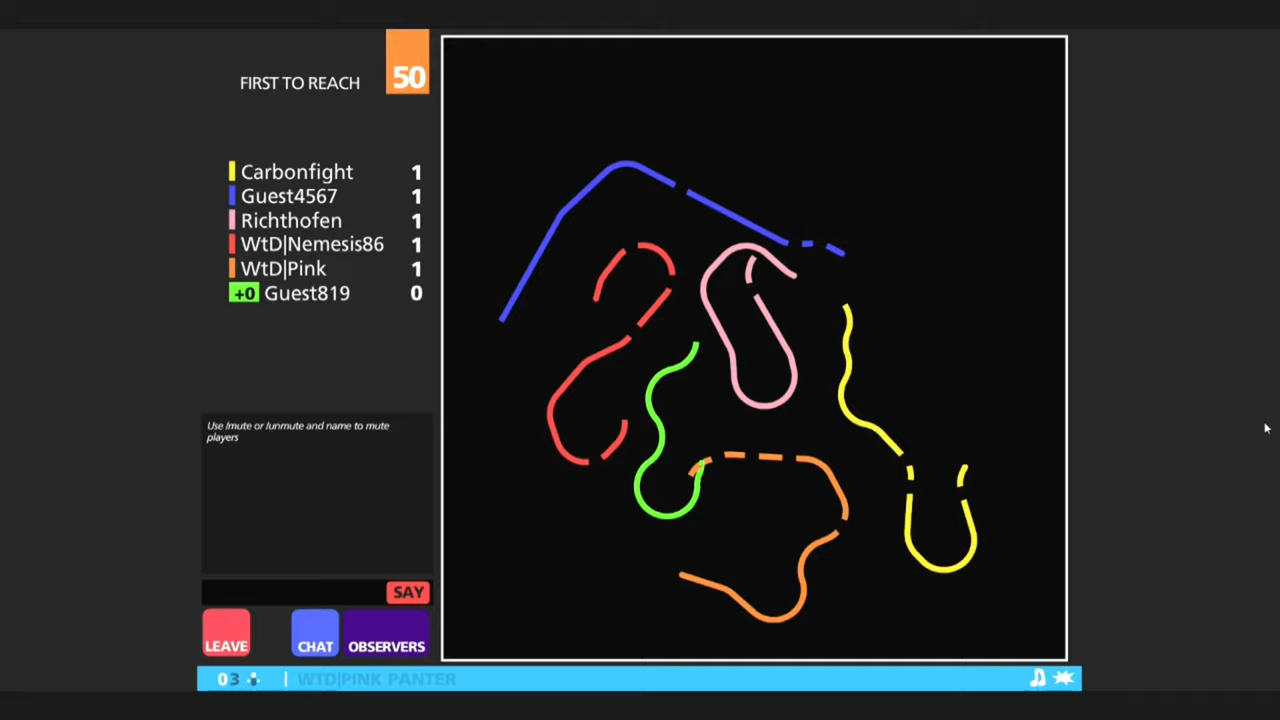 FIRST TO REACH 50
Carbonfight 1
Guest4567 1
Richthofen 1
WtD|Nemesis86 1
WtD|Pink 1
+0 Guest819 0
Use /mute or /unmute and name to mute
players
SAY
LEAVE CHAT OBSERVERS
03 | WTD|PINK PANTER